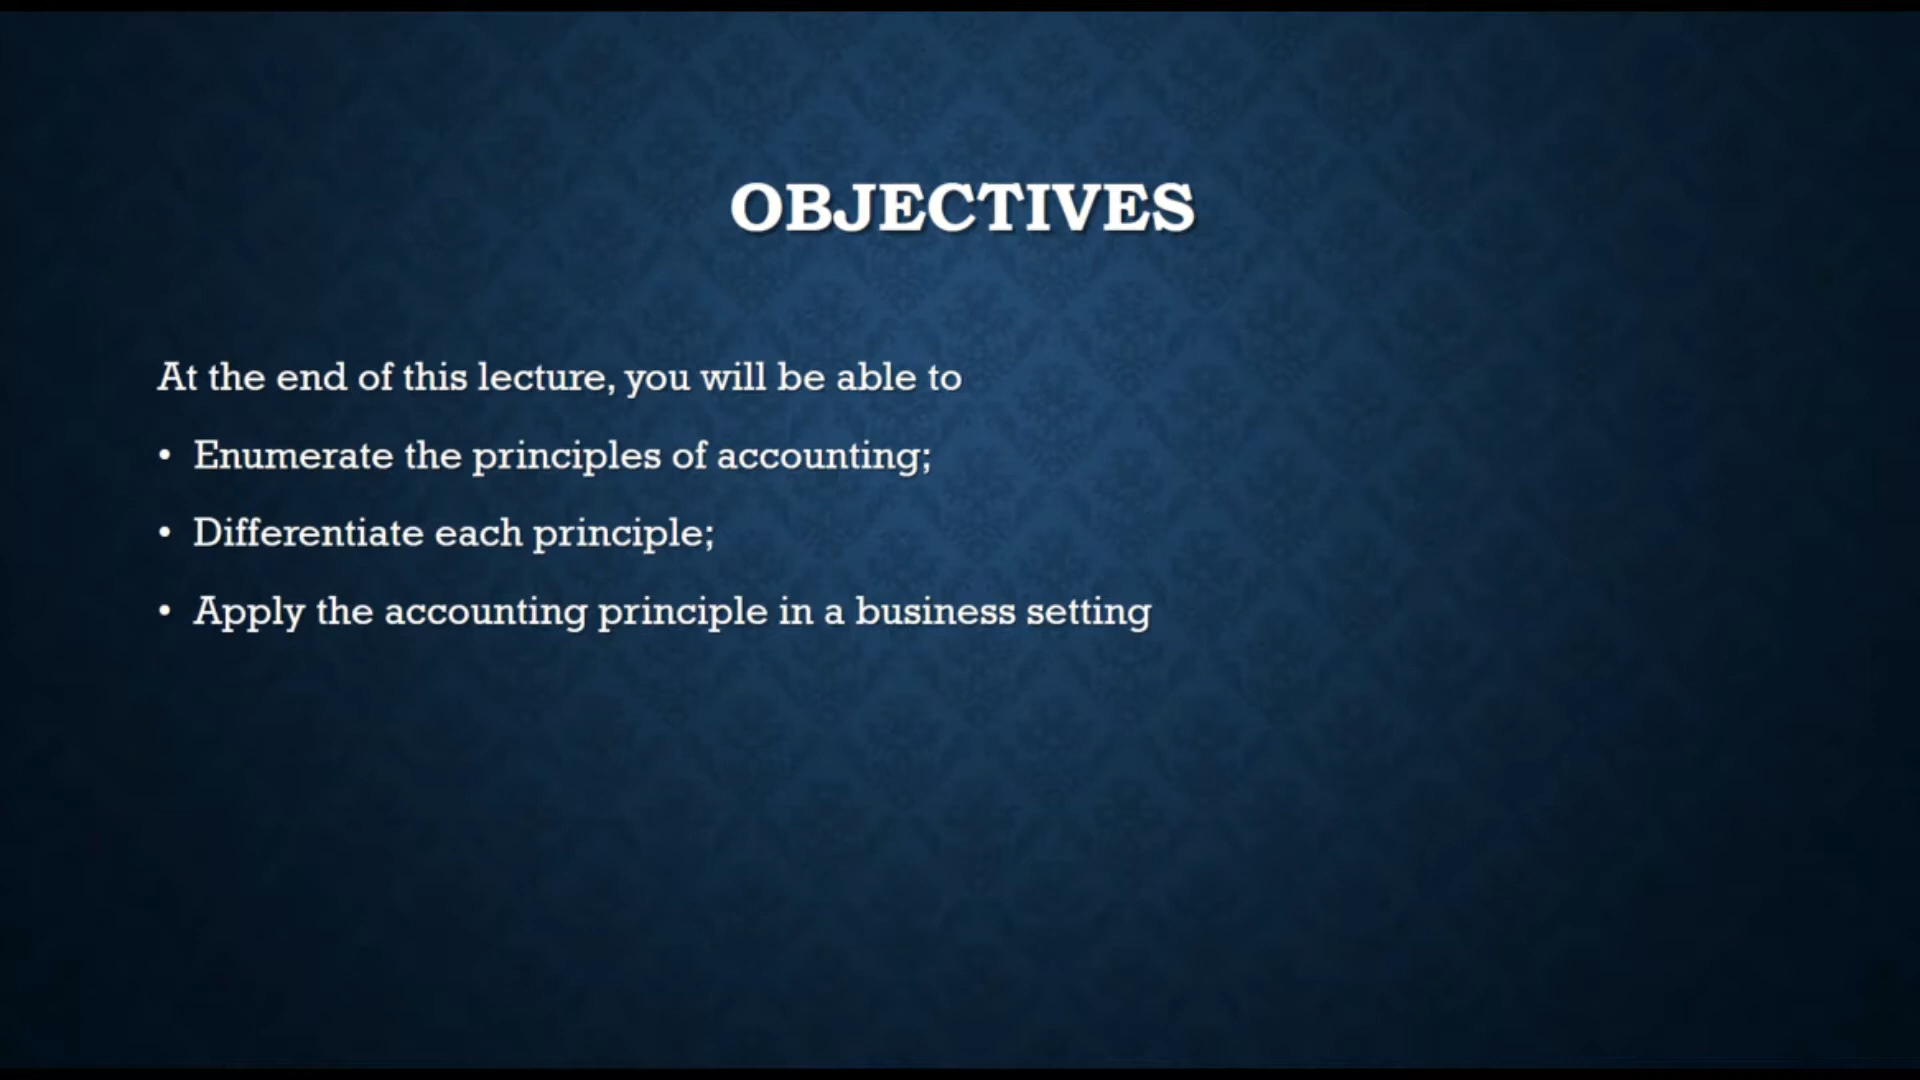 OBJECTIVES
At the end of this lecture, you will be able to
• Enumerate the principles of accounting;
• Differentiate each principle;
• Apply the accounting principle in a business setting